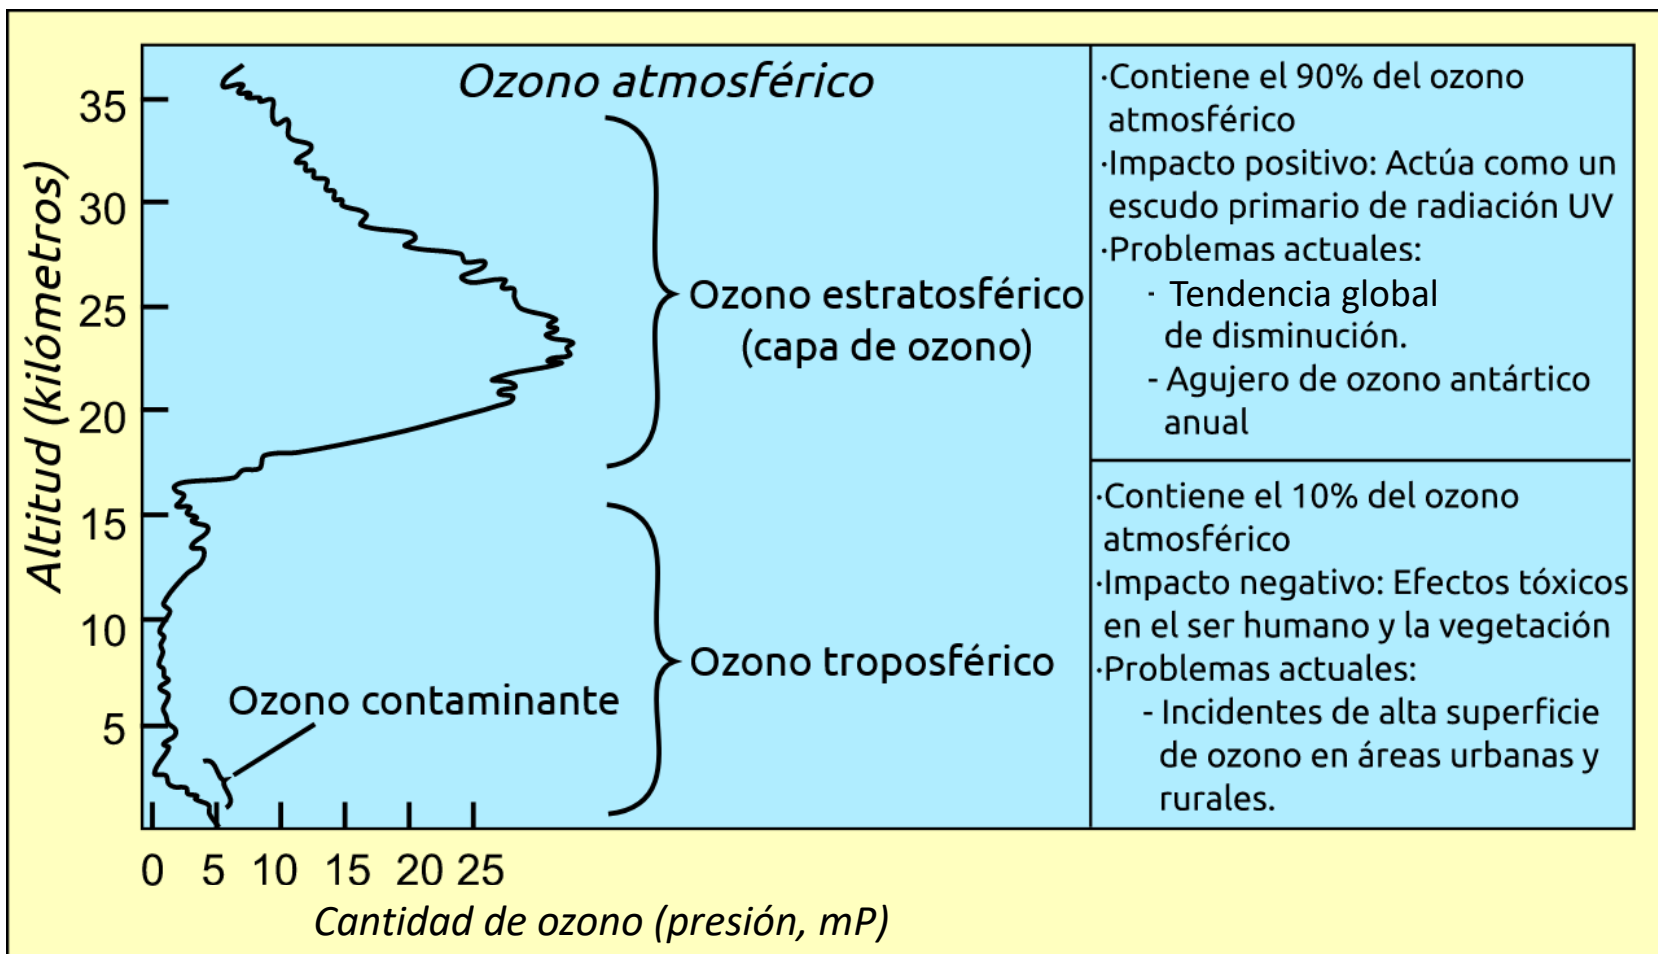 Ozono atmosférico
Altitud (kilómetros)
35
30
25
20
15
10
5
Ozono estratosférico
(capa de ozono)
Ozono troposférico
Ozono contaminante
0 5 10 15 20 25
Cantidad de ozono (presión, mP)
·Contiene el 90% del ozono
atmosférico
·Impacto positivo: Actúa como un
escudo primario de radiación UV
·Problemas actuales:
- Tendencia global
de disminución.
- Agujero de ozono antártico
anual
·Contiene el 10% del ozono
atmosférico
·Impacto negativo: Efectos tóxicos
en el ser humano y la vegetación
·Problemas actuales:
- Incidentes de alta superficie
de ozono en áreas urbanas y
rurales.